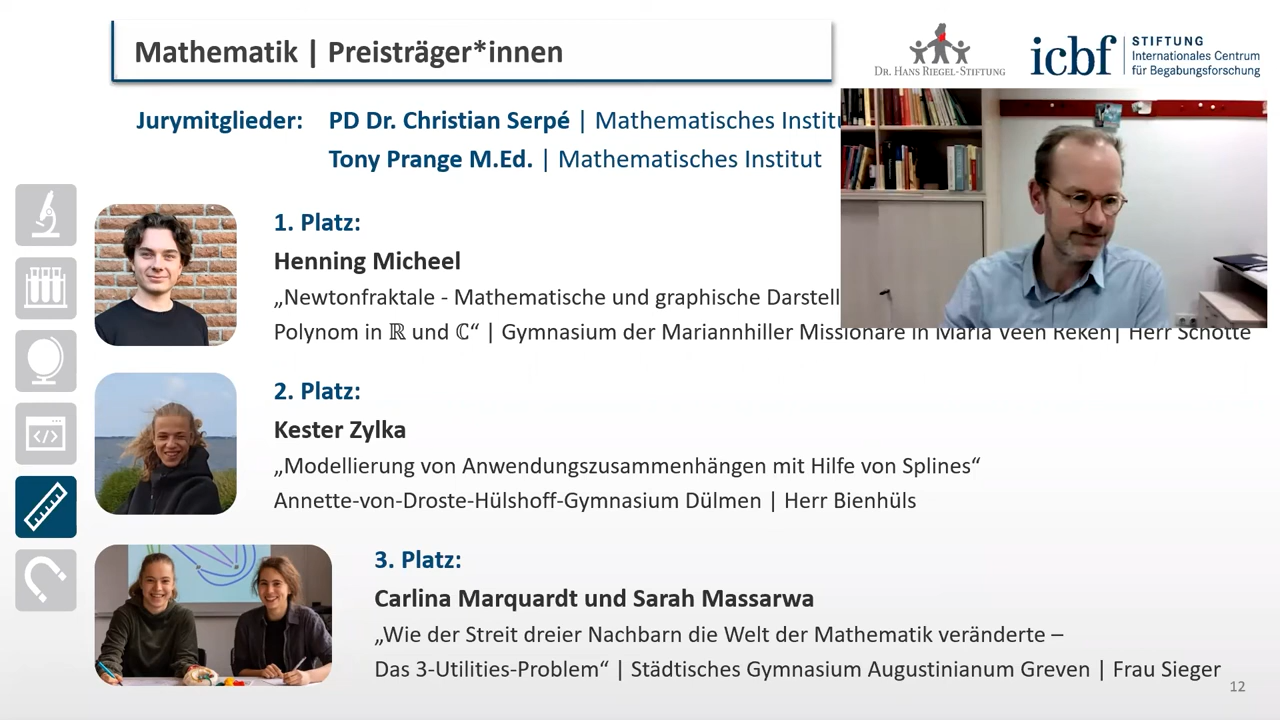 Mathematik | Preisträger*innen
DR. HANS RIEGEL-STIFTUNG
icbf
STIFTUNG
Internationales Centrum
für Begabungsforschung
Jurymitglieder: PD Dr. Christian Serpé | Mathematisches
Tony Prange M.Ed. | Mathematisches Institut
1. Platz:
Henning Micheel
„Newtonfraktale - Mathematische und graphische
Polynom in ℝ und ℂ“ | Gymnasium der Mariannhiller Missionare in Maria Veen Reken| Herr Schotte
2. Platz:
Kester Zylka
„Modellierung von Anwendungszusammenhängen mit Hilfe von Splines“
Annette-von-Droste-Hülshoff-Gymnasium Dülmen | Herr Bienhüls
3. Platz:
Carlina Marquardt und Sarah Massarwa
„Wie der Streit dreier Nachbarn die Welt der Mathematik veränderte –
Das 3-Utilities-Problem“ | Städtisches Gymnasium Augustinianum Greven | Frau Sieger
12